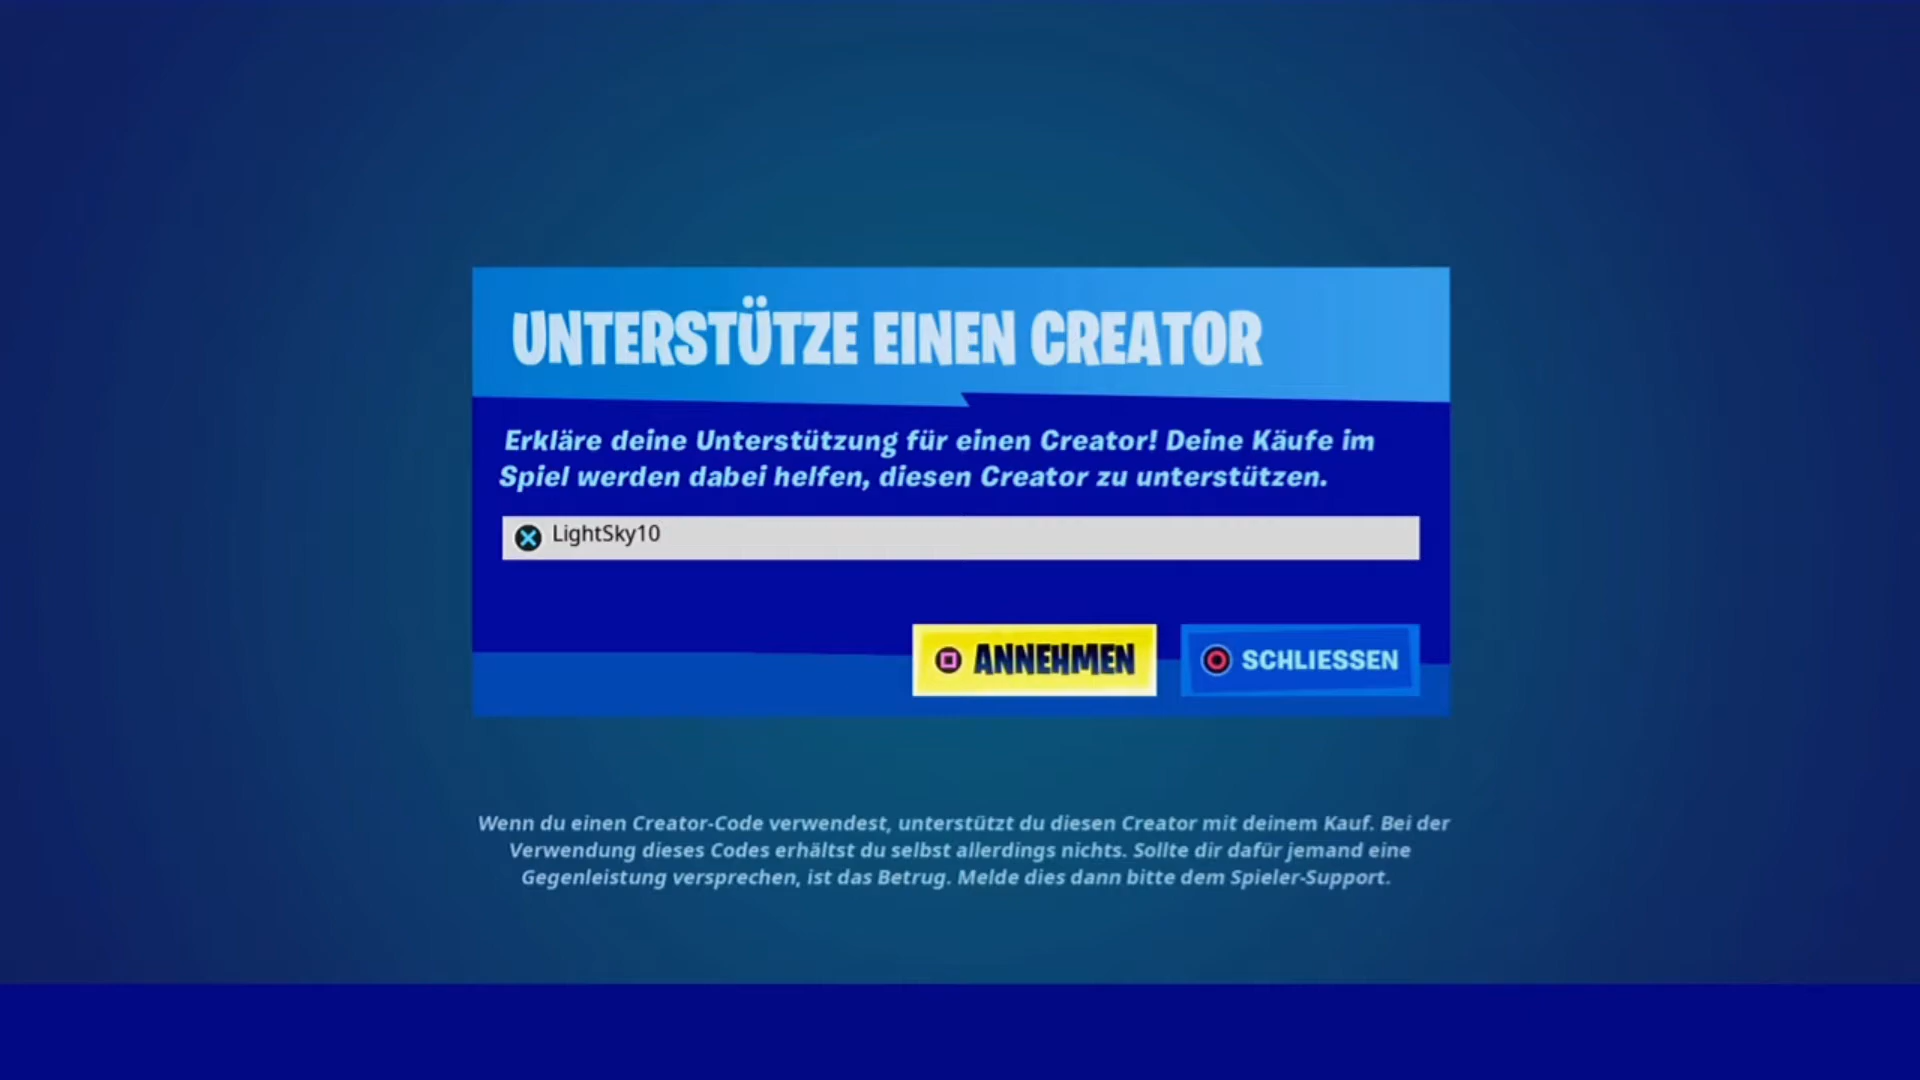 UNTERSTÜTZE EINEN CREATOR
Erkläre deine Unterstützung für einen Creator! Deine Käufe im
Spiel werden dabei helfen, diesen Creator zu unterstützen.
LightSky10
ANNEHMEN
SCHLIESSEN
Wenn du einen Creator-Code verwendest, unterstützt du diesen Creator mit deinem Kauf. Bei der
Verwendung dieses Codes erhältst du selbst allerdings nichts. Sollte dir dafür jemand eine
Gegenleistung versprechen, ist das Betrug. Melde dies dann bitte dem Spieler-Support.